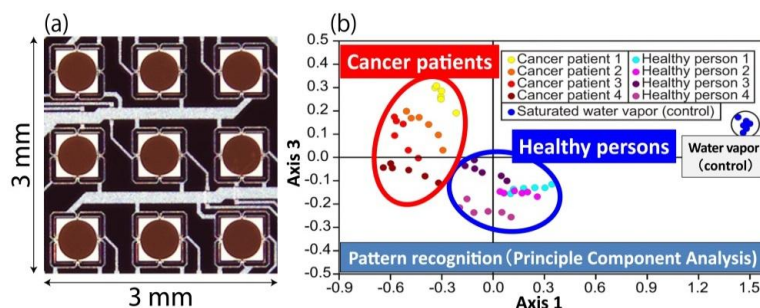 (a)
3 mm
3 mm
(b)
Cancer patients
Cancer patient 1
Cancer patient 2
Cancer patient 3
Cancer patient 4
Healthy person 1
Healthy person 2
Healthy person 3
Healthy person 4
Saturated water vapor (control)
Healthy persons
Water vapor
(control)
Pattern recognition (Principle Component Analysis)
Axis 3
0.5
0.4
0.3
0.2
0.1
0.0
-0.1
-0.2
-0.3
-0.4
-0.5
-0.9
-0.6
-0.3
0.0
0.3
0.6
0.9
1.2
1.5
Axis 1